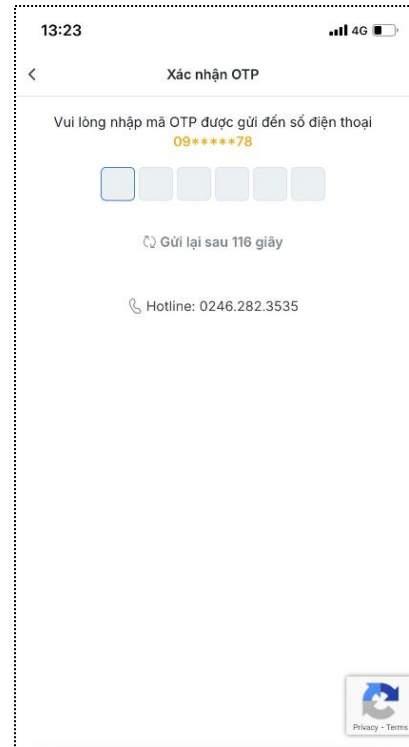 13:23
4G
Xác nhận OTP
Vui lòng nhập mã OTP được gửi đến số điện thoại
09*****78
Gửi lại sau 116 giây
Hotline: 0246.282.3535
Privacy - Terms